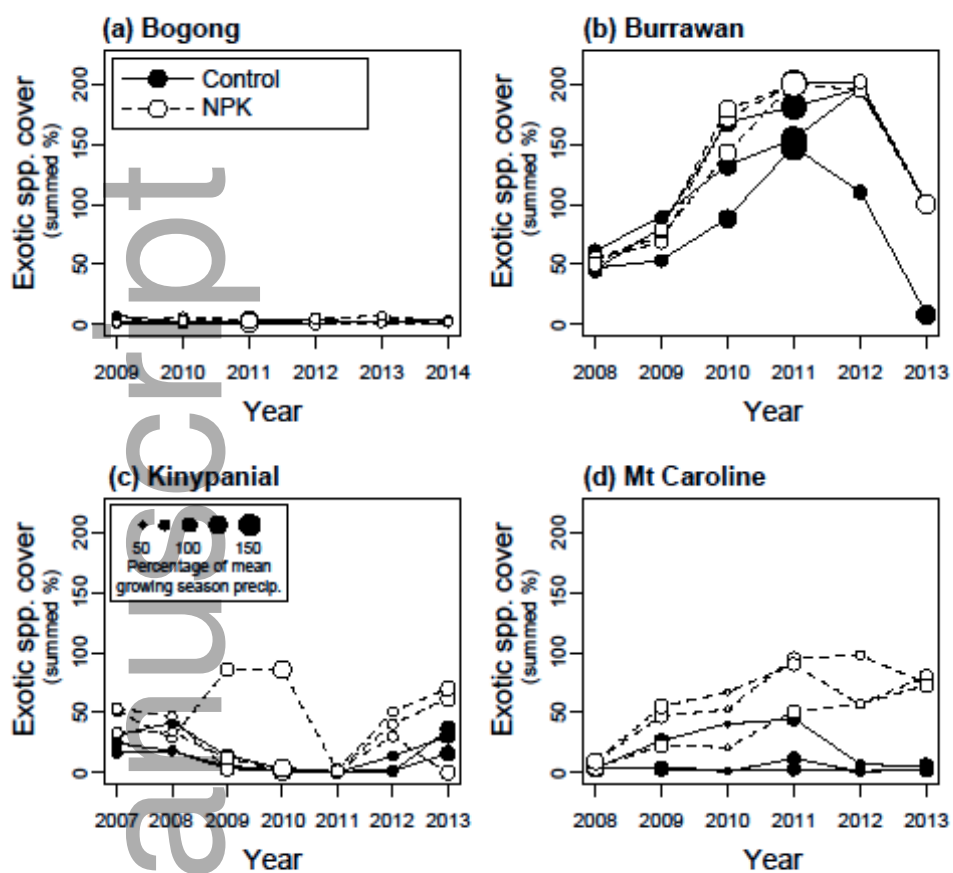 (a) Bogong
Exotic spp. cover
(summed %)
200
150
100
50
0
Control
NPK
2009 2010 2011 2012 2013 2014
Year
(b) Burrawan
Exotic spp. cover
(summed %)
200
150
100
50
0
2008 2009 2010 2011 2012 2013
Year
(c) Kinypanial
Exotic spp. cover
(summed %)
200
150
100
50
0
50 100 150
Percentage of mean
growing season precip.
2007 2008 2009 2010 2011 2012 2013
Year
(d) Mt Caroline
Exotic spp. cover
(summed %)
200
150
100
50
0
2008 2009 2010 2011 2012 2013
Year
anuscript